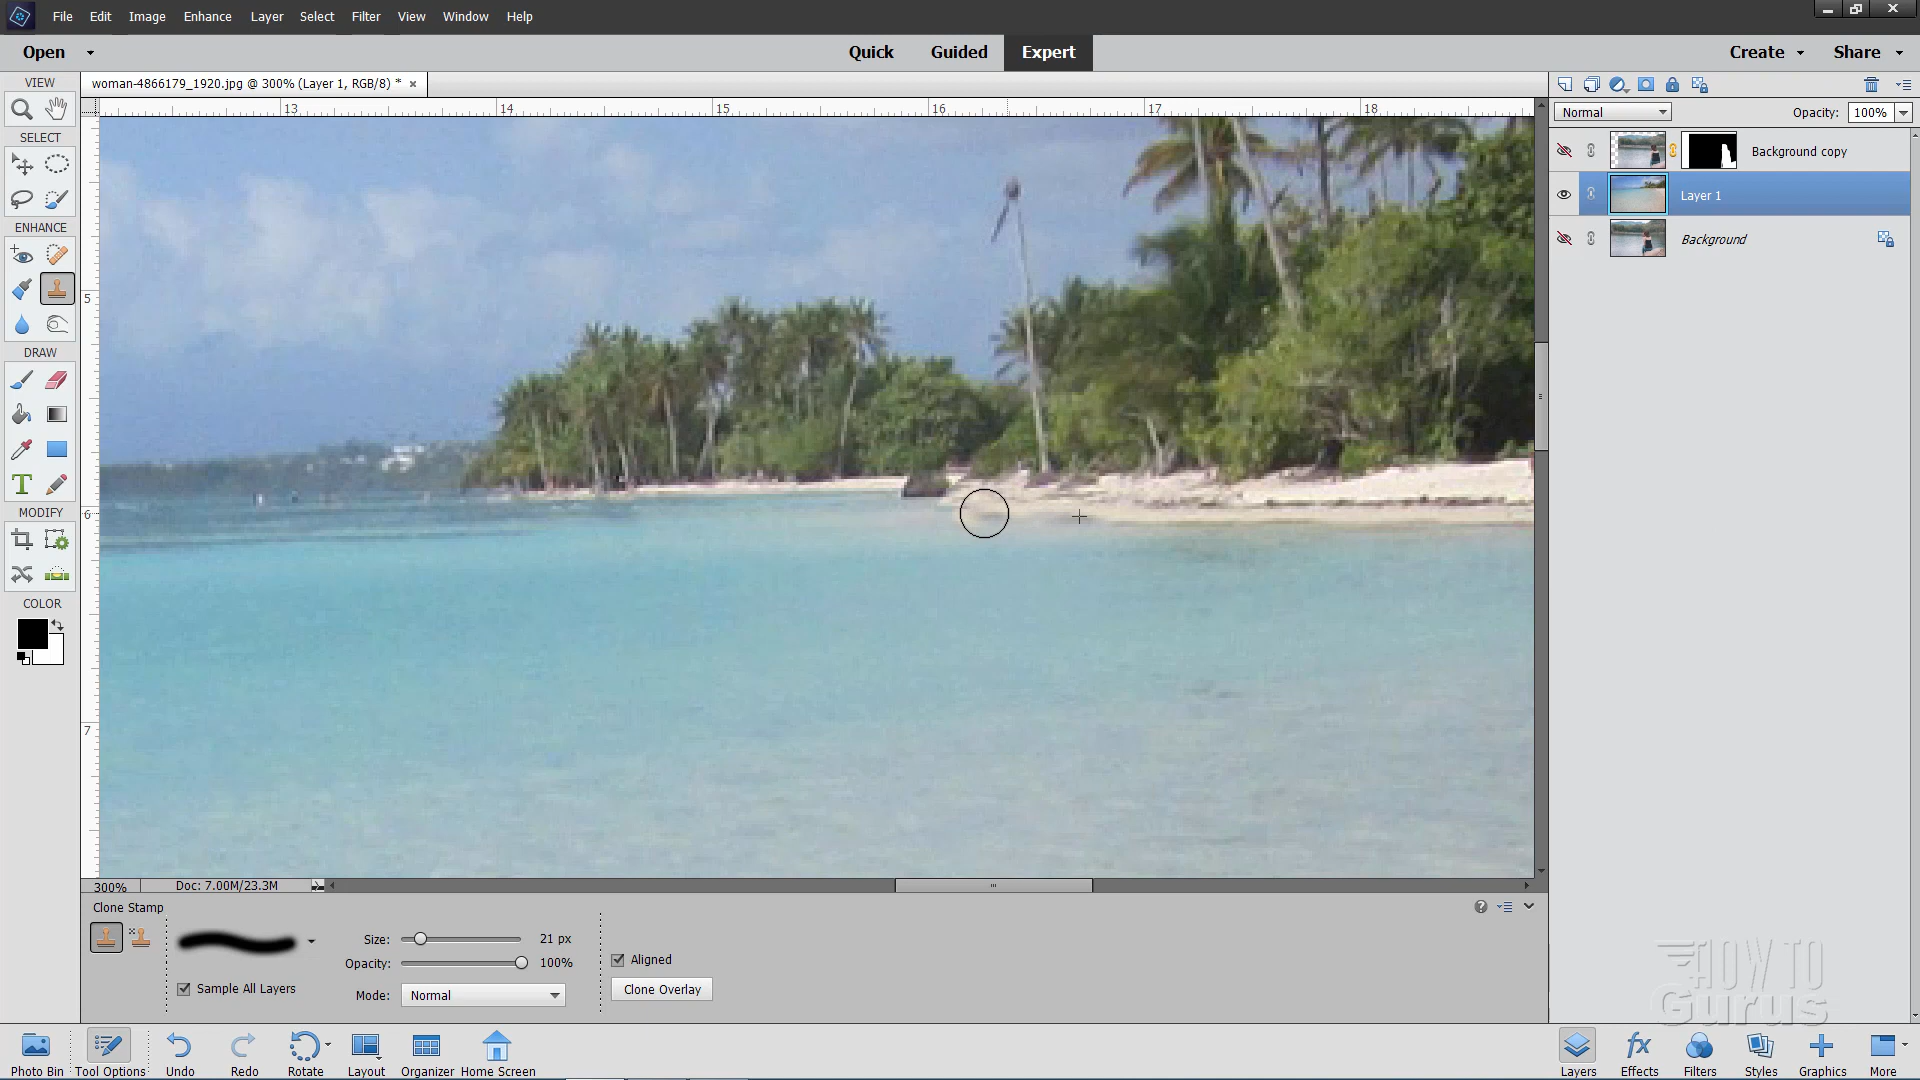 File Edit Image Enhance Layer Select Filter View Window Help
Open Quick Guided Expert Create Share
VIEW
woman-4866179_1920.jpg @ 300% (Layer 1, RGB/8) *
13 14 15 16 17 18
Normal Opacity: 100%
SELECT
Background copy
Layer 1
ENHANCE
Background
5
DRAW
6
MODIFY
COLOR
7
300% Doc: 7.00M/23.3M
Clone Stamp
Size: 21 px
Opacity: 100%
Aligned
Sample All Layers
Mode: Normal
Clone Overlay
HOW TO
Gurus
Photo Bin Tool Options Undo Redo Rotate Layout Organizer Home Screen Layers Effects Filters Styles Graphics More